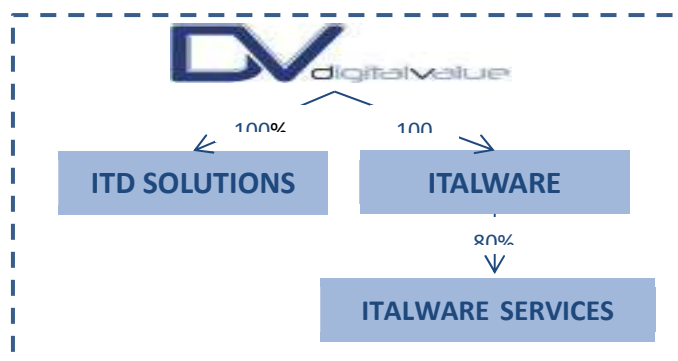 DV digitalvalue
100% 100
ITD SOLUTIONS ITALWARE
80%
ITALWARE SERVICES